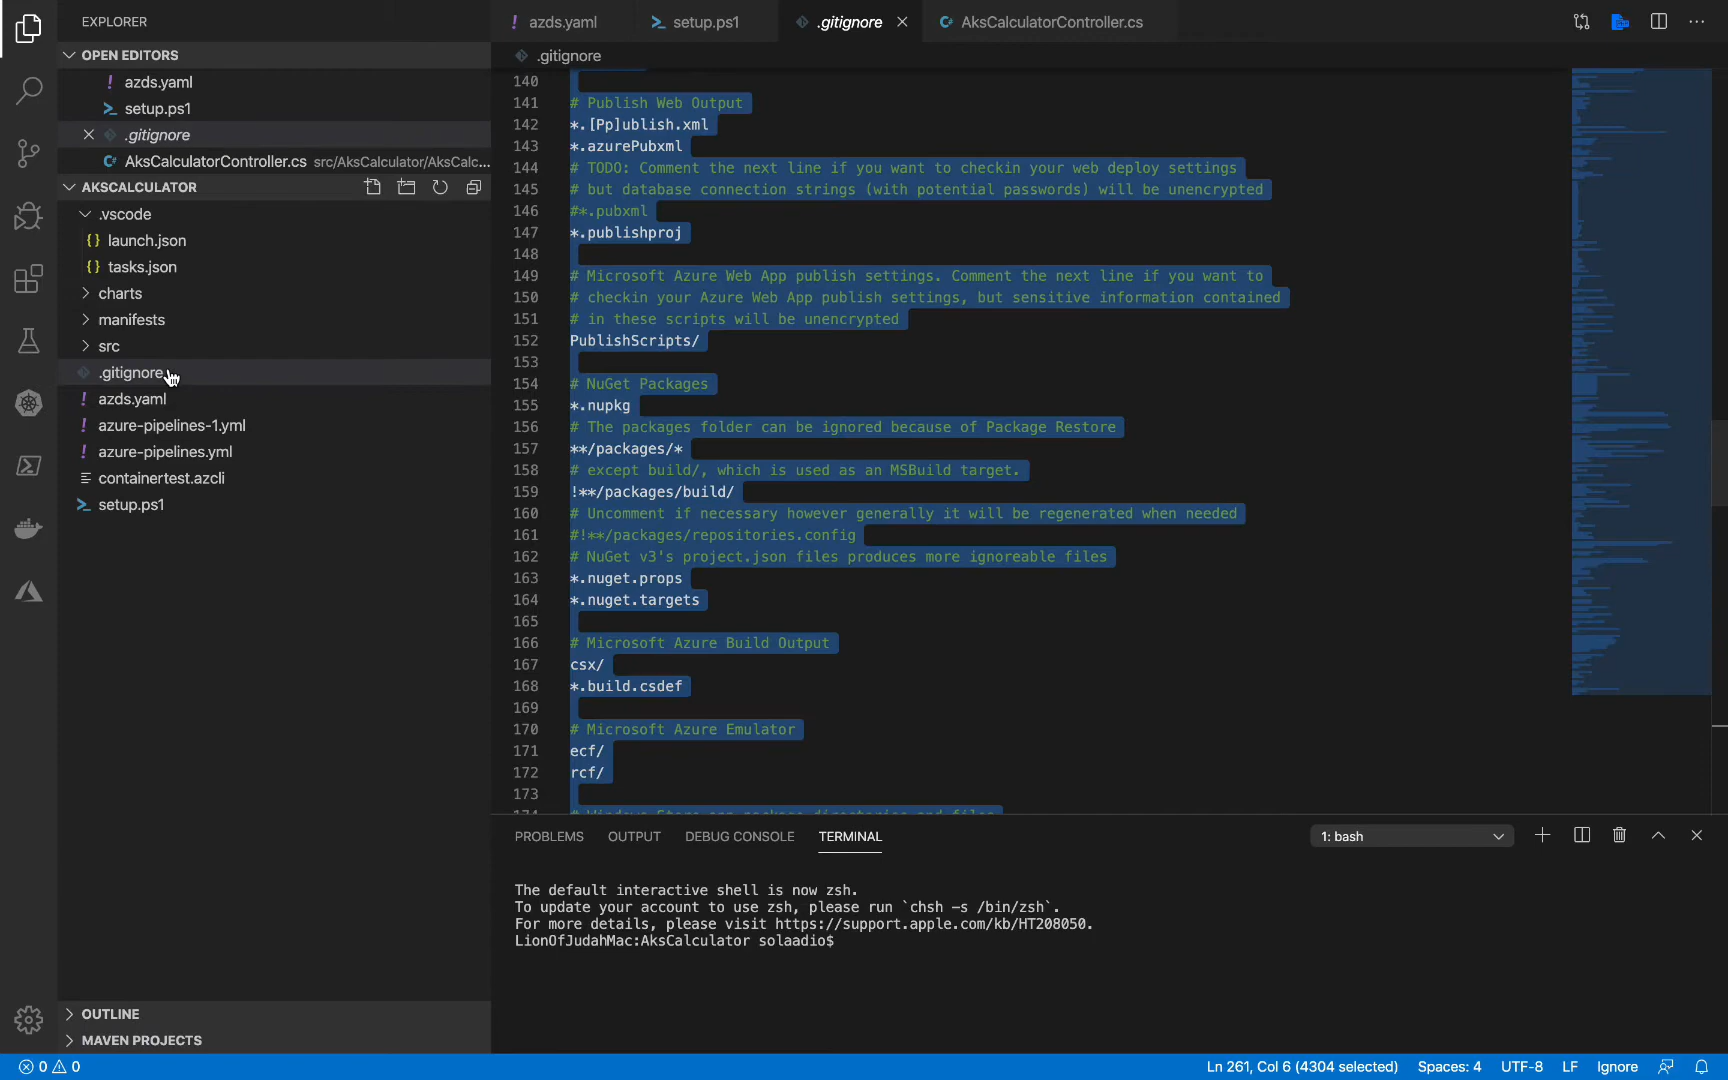 EXPLORER
OPEN EDITORS
! azds.yaml
setup.ps1
.gitignore
C# AksCalculatorController.cs src/AksCalculator/AksCalc...
AKSCALCULATOR
.vscode
{} launch.json
{} tasks.json
charts
manifests
src
.gitignore
! azds.yaml
! azure-pipelines-1.yml
! azure-pipelines.yml
containertest.azcli
setup.ps1
OUTLINE
MAVEN PROJECTS
! azds.yaml setup.ps1 .gitignore C# AksCalculatorController.cs
.gitignore
140
141 # Publish Web Output
142 *.[Pp]ublish.xml
143 *.azurePubxml
144 # TODO: Comment the next line if you want to checkin your web deploy settings
145 # but database connection strings (with potential passwords) will be unencrypted
146 #*.pubxml
147 *.publishproj
148
149 # Microsoft Azure Web App publish settings. Comment the next line if you want to
150 # checkin your Azure Web App publish settings, but sensitive information contained
151 # in these scripts will be unencrypted
152 PublishScripts/
153
154 # NuGet Packages
155 *.nupkg
156 # The packages folder can be ignored because of Package Restore
157 **/packages/*
158 # except build/, which is used as an MSBuild target.
159 !**/packages/build/
160 # Uncomment if necessary however generally it will be regenerated when needed
161 #!**/packages/repositories.config
162 # NuGet v3's project.json files produces more ignoreable files
163 *.nuget.props
164 *.nuget.targets
165
166 # Microsoft Azure Build Output
167 csx/
168 *.build.csdef
169
170 # Microsoft Azure Emulator
171 ecf/
172 rcf/
173
174 # Windows Store app package directories and files
PROBLEMS OUTPUT DEBUG CONSOLE TERMINAL 1: bash
The default interactive shell is now zsh.
To update your account to use zsh, please run `chsh -s /bin/zsh`.
For more details, please visit https://support.apple.com/kb/HT208050.
LionOfJudahMac:AksCalculator solaadio$
0 0 Ln 261, Col 6 (4304 selected) Spaces: 4 UTF-8 LF Ignore